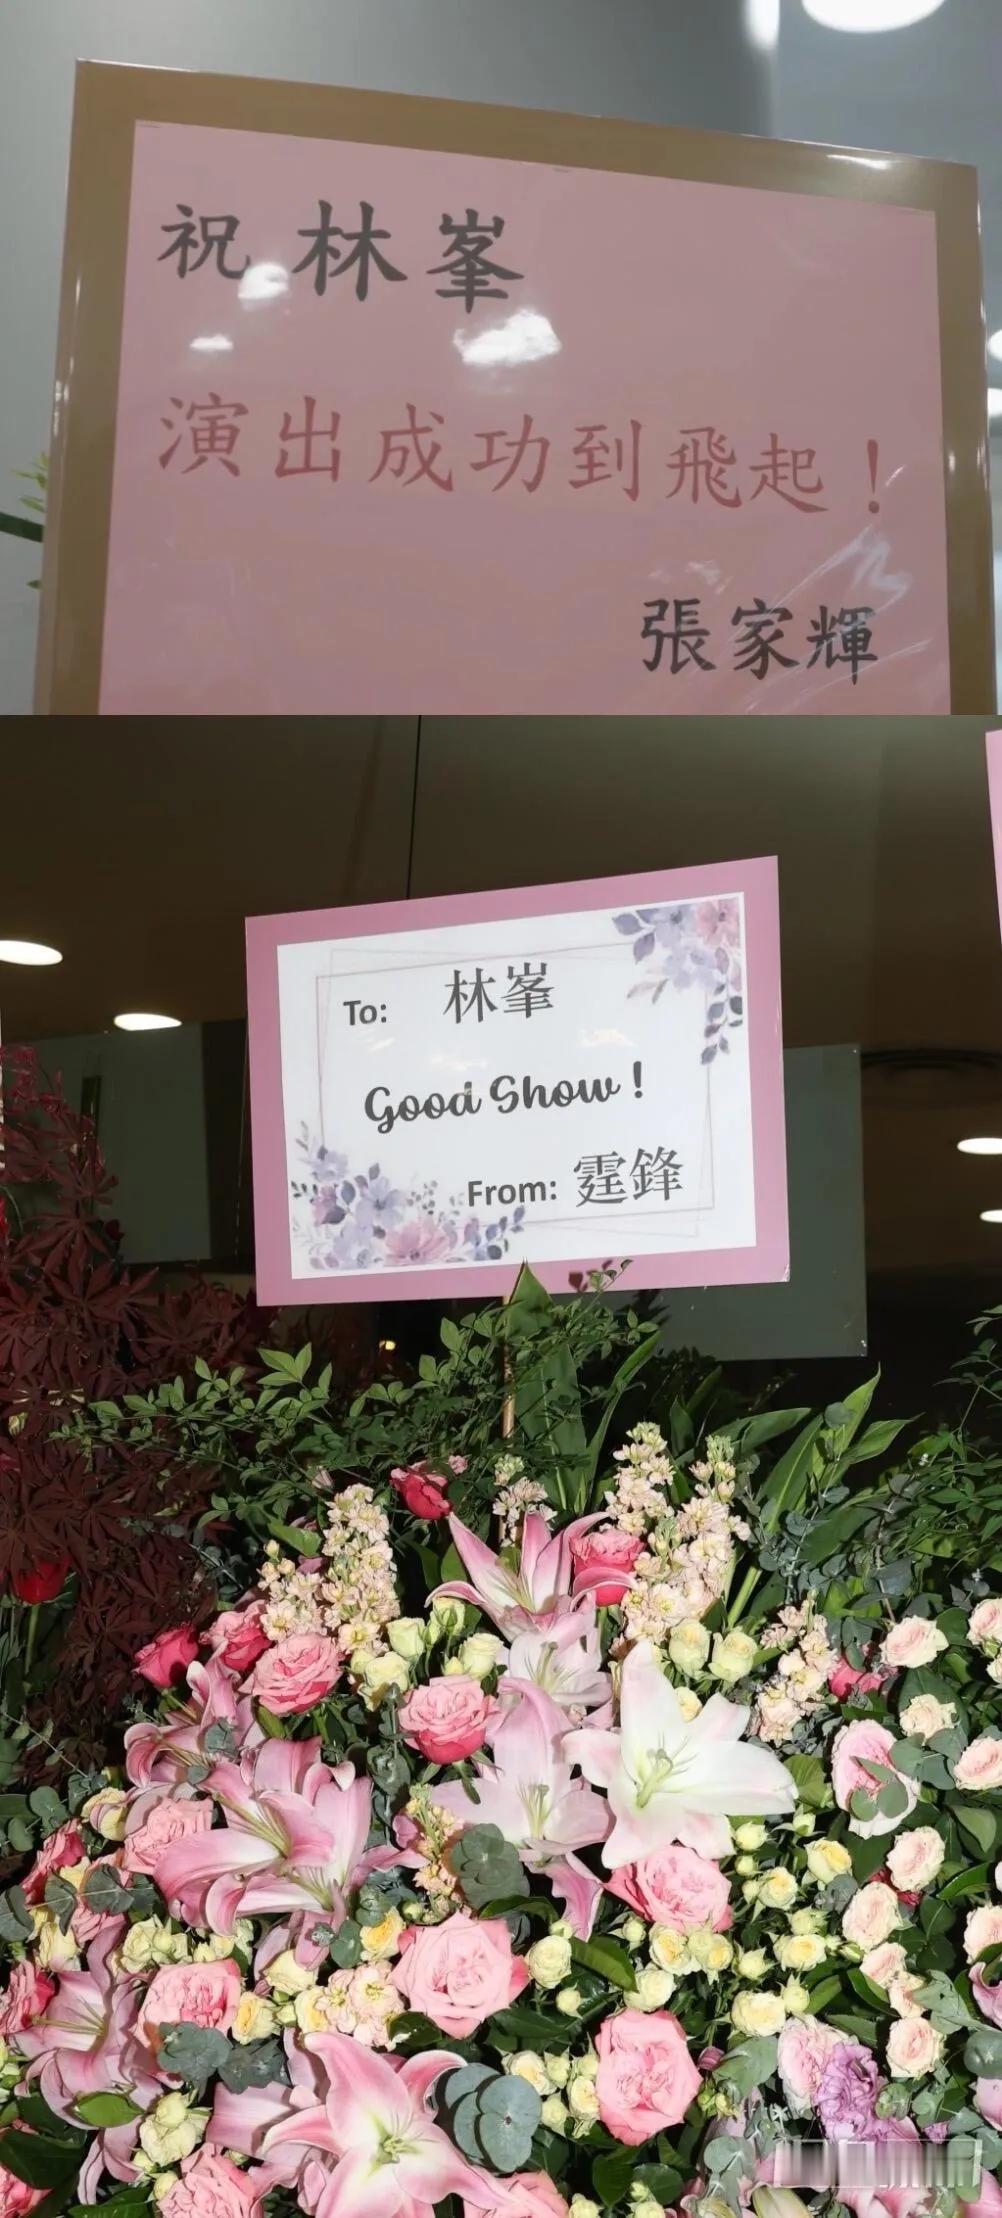 祝 林峯
演出成功到飛起！
張家輝
To: 林峯
Good Show !
From: 霆鋒